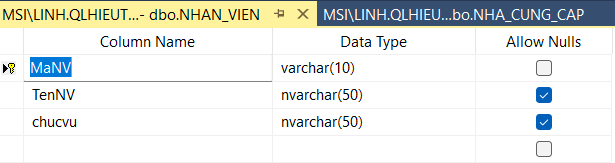 MSI\LINH.QLHIEUT...- dbo.NHAN_VIEN MSI\LINH.QLHIEU...bo.NHA_CUNG_CAP
Column Name Data Type Allow Nulls
MaNV varchar(10)
TenNV nvarchar(50)
chucvu nvarchar(50)